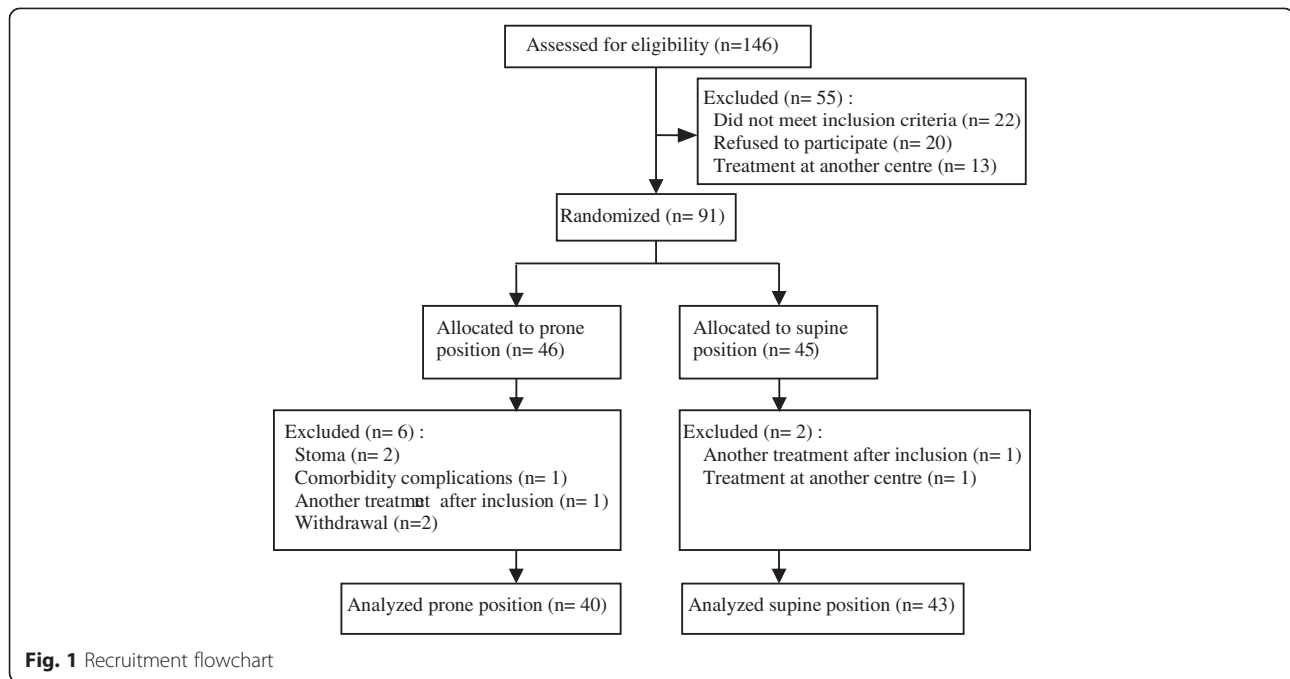 Assessed for eligibility (n=146)
Excluded (n= 55) :
Did not meet inclusion criteria (n= 22)
Refused to participate (n= 20)
Treatment at another centre (n= 13)
Randomized (n= 91)
Allocated to prone
position (n= 46)
Allocated to supine
position (n= 45)
Excluded (n= 6) :
Stoma (n= 2)
Comorbidity complications (n= 1)
Another treatmet after inclusion (n= 1)
Withdrawal (n=2)
Excluded (n= 2) :
Another treatment after inclusion (n= 1)
Treatment at another centre (n= 1)
Analyzed prone position (n= 40)
Analyzed supine position (n= 43)
Fig. 1 Recruitment flowchart